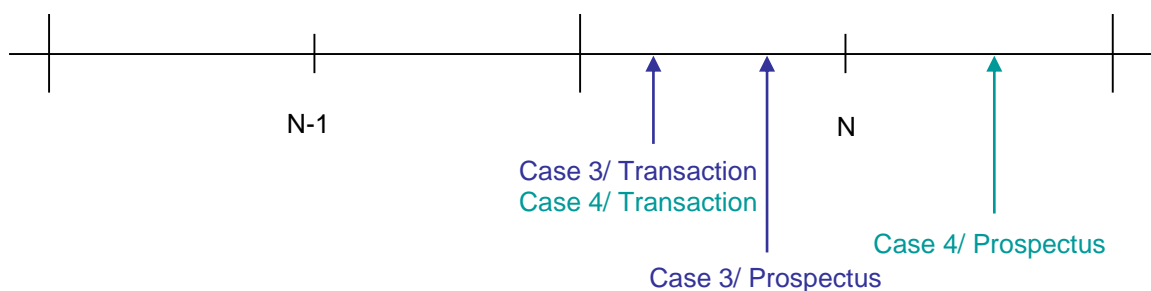 N-1
N
Case 3/ Transaction
Case 4/ Transaction
Case 4/ Prospectus
Case 3/ Prospectus